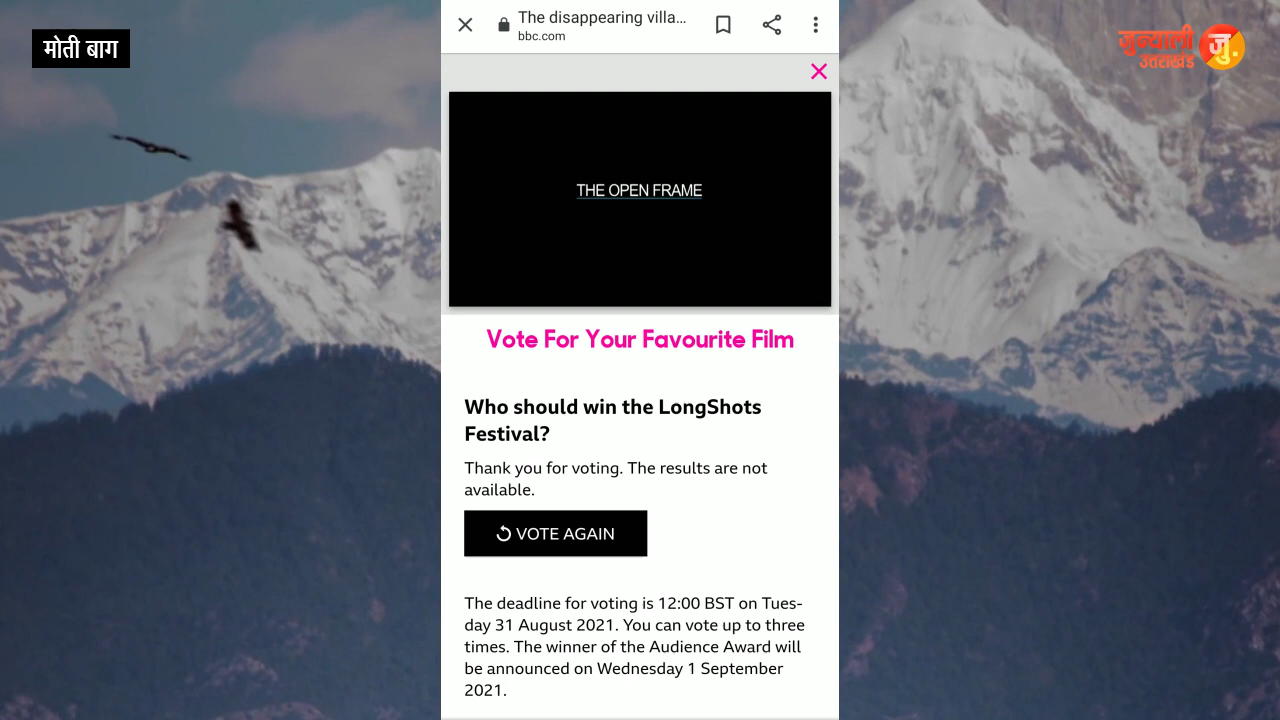 मोती बाग
The disappearing villa...
bbc.com
जुन्याली
उत्तराखंड
जु.
THE OPEN FRAME
Vote For Your Favourite Film
Who should win the LongShots
Festival?
Thank you for voting. The results are not
available.
VOTE AGAIN
The deadline for voting is 12:00 BST on Tues-
day 31 August 2021. You can vote up to three
times. The winner of the Audience Award will
be announced on Wednesday 1 September
2021.